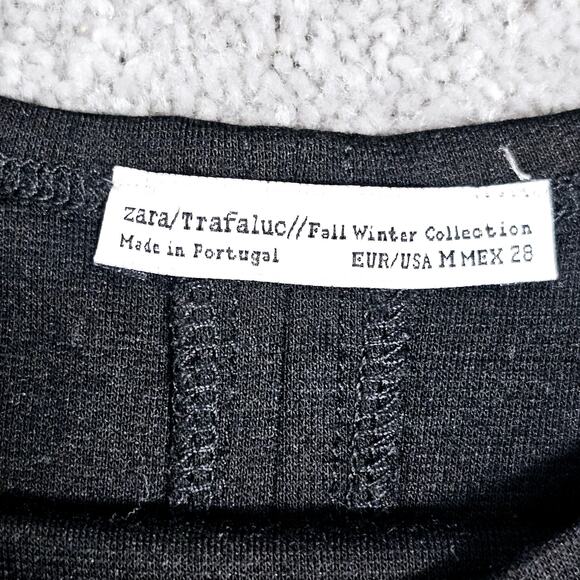 zara/Trafaluc//Fall Winter Collection
Made in Portugal EUR/USA M MEX 28